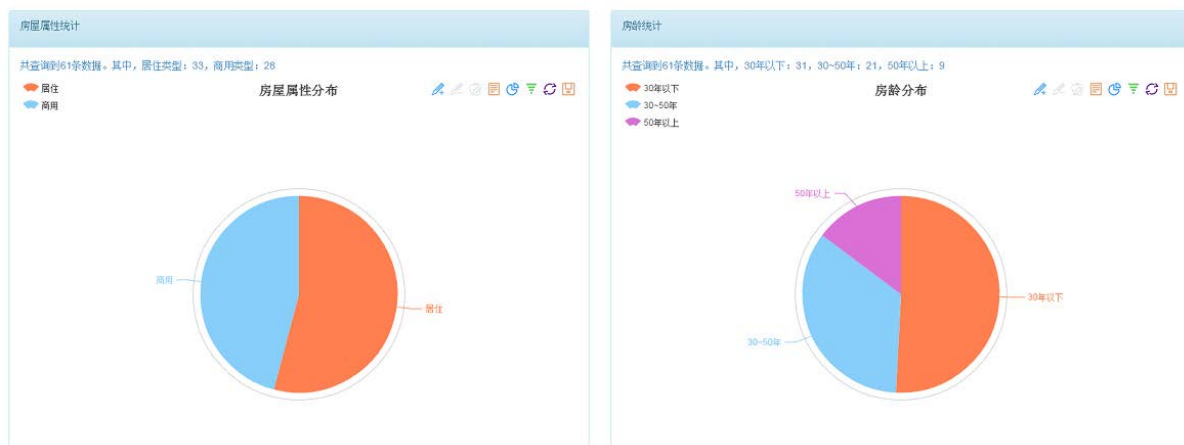 房屋属性统计
共查询到61条数据。其中，居住类型：33，商用类型：28
居住
商用
房屋属性分布
商用
居住
房龄统计
共查询到61条数据。其中，30年以下：31，30~50年：21，50年以上：9
30年以下
30~50年
50年以上
房龄分布
50年以上
30年以下
30~50年